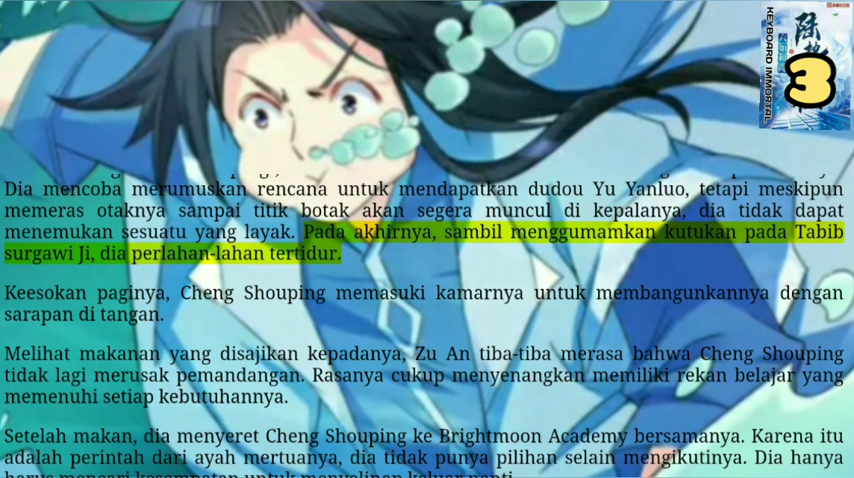 KEYBOARD IMMORTAL
3
Dia mencoba merumuskan rencana untuk mendapatkan dudou Yu Yanluo, tetapi meskipun
memeras otaknya sampai titik botak akan segera muncul di kepalanya, dia tidak dapat
menemukan sesuatu yang layak. Pada akhirnya, sambil menggumamkan kutukan pada Tabib
surgawi Ji, dia perlahan-lahan tertidur.
Keesokan paginya, Cheng Shouping memasuki kamarnya untuk membangunkannya dengan
sarapan di tangan.
Melihat makanan yang disajikan kepadanya, Zu An tiba-tiba merasa bahwa Cheng Shouping
tidak lagi merusak pemandangan. Rasanya cukup menyenangkan memiliki rekan belajar yang
memenuhi setiap kebutuhannya.
Setelah makan, dia menyeret Cheng Shouping ke Brightmoon Academy bersamanya. Karena itu
adalah perintah dari ayah mertuanya, dia tidak punya pilihan selain mengikutinya. Dia hanya